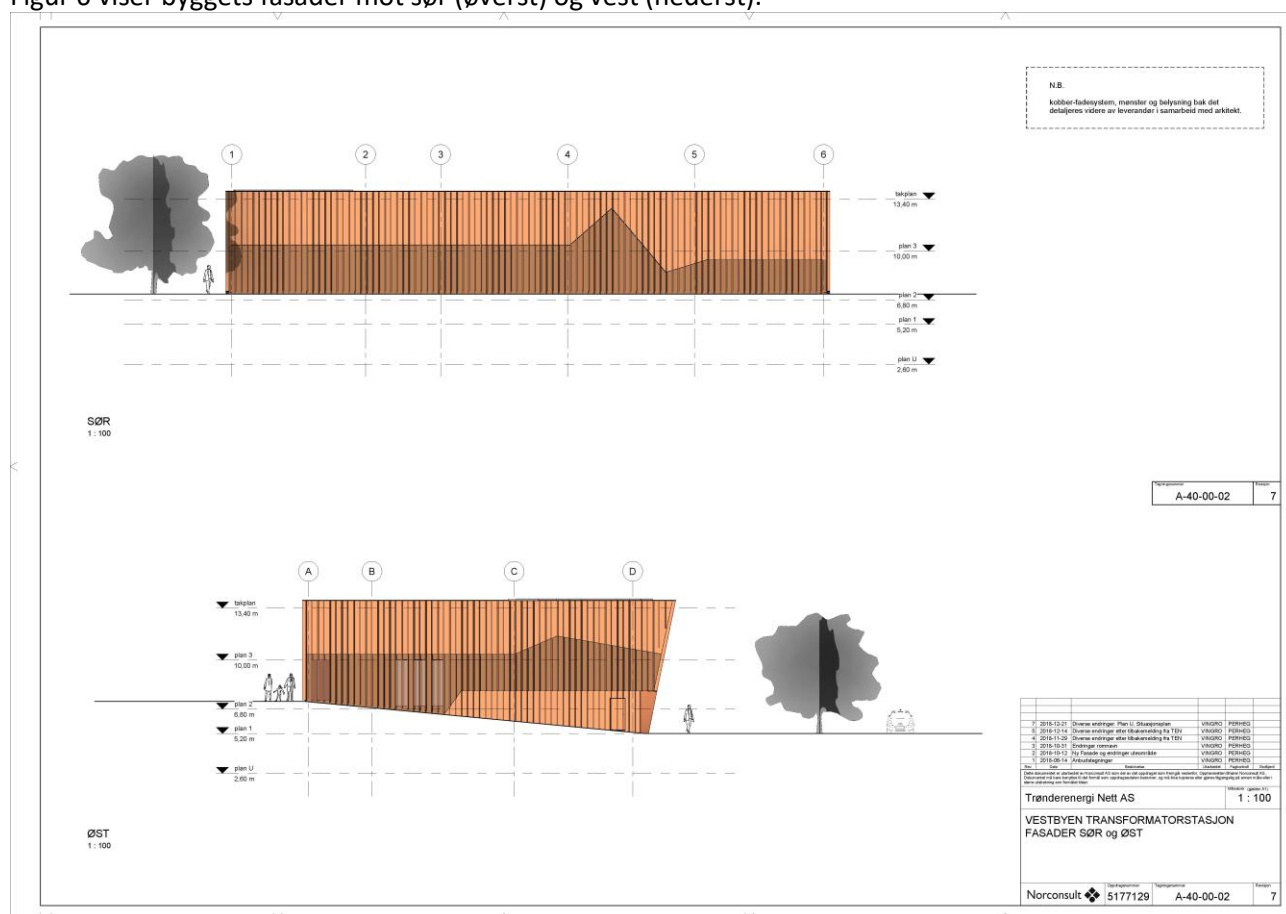 Figur 6 viser byggets fasader mot sør (øverst) og vest (nederst).
N.B.
kobber-fadesystem, mønster og belysning bak det
detaljeres videre av leverandør i samarbeid med arkitekt.
1 2 3 4 5 6
takplan
13,40 m
plan 3
10,00 m
plan 2
6,80 m
plan 1
5,20 m
plan U
2,60 m
SØR
1 : 100
A-40-00-02 7
A B C D
takplan
13,40 m
plan 3
10,00 m
plan 2
6,80 m
plan 1
5,20 m
plan U
2,60 m
ØST
1 : 100
7 2018-12-21 Diverse endringer: Plan U, Situasjonsplan VINGRO PERHEG
2018-12-14 Diverse endringer etter tilbakemelding fra TEN VINGRO PERHEG
4 2018-11-28 Diverse endringer etter tilbakemelding fra TEN VINGRO PERHEG
3 2018-10-31 Endringer romnavn VINGRO PERHEG
2 2018-10-12 Ny Fasade og endringer uteområde VINGRO PERHEG
1 2018-06-14 Anbudstegninger VINGRO PERHEG
Trønderenergi Nett AS
1 : 100
VESTBYEN TRANSFORMATORSTASJON
FASADER SØR og ØST
Norconsult 5177129 A-40-00-02 7